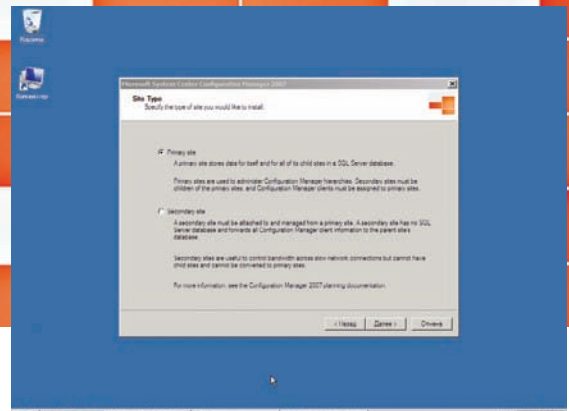 Корзина
Компьютер
Microsoft System Center Configuration Manager 2007
Site Type
Specify the type of site you would like to install.
Primary site
A primary site stores data for itself and for all of its child sites in a SQL Server database.
Primary sites are used to administer Configuration Manager hierarchies. Secondary sites must be
children of the primary sites, and Configuration Manager clients must be assigned to primary sites.
Secondary site
A secondary site must be attached to and managed from a primary site. A secondary site has no SQL
Server database and forwards all Configuration Manager client information to the parent site's
database.
Secondary sites are useful to control bandwidth across slow network connections but cannot have
child sites and cannot be converted to primary sites.
For more information, see the Configuration Manager 2007 planning documentation.
< Назад Далее > Отмена